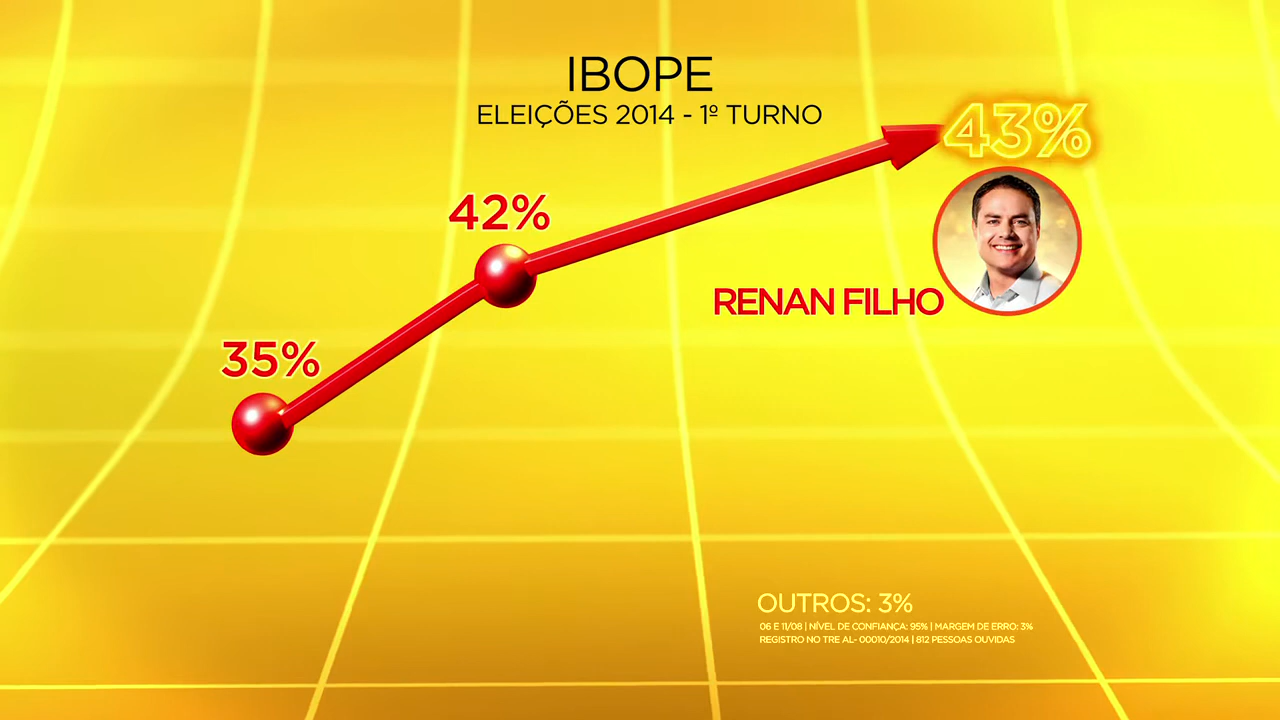 IBOPE
ELEIÇÕES 2014 - 1º TURNO
43%
42%
RENAN FILHO
35%
OUTROS: 3%
06 E 11/08 | NÍVEL DE CONFIANÇA: 95% | MARGEM DE ERRO: 3%
REGISTRO NO TRE AL- 00010/2014 | 812 PESSOAS OUVIDAS